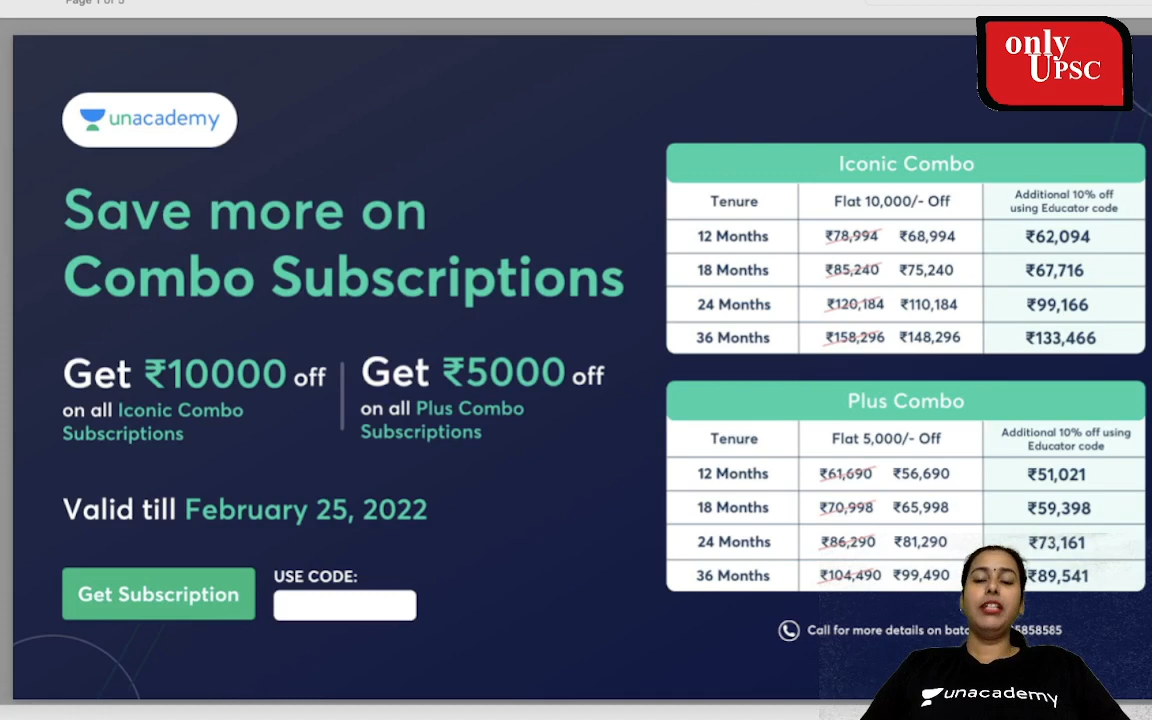 Page 1 of 5
only
UPSC
unacademy
Save more on
Combo Subscriptions
Get ₹10000 off
on all Iconic Combo
Subscriptions
Get ₹5000 off
on all Plus Combo
Subscriptions
Valid till February 25, 2022
Get Subscription
USE CODE:
Iconic Combo
Tenure Flat 10,000/- Off Additional 10% off
using Educator code
12 Months ₹78,994 ₹68,994 ₹62,094
18 Months ₹85,240 ₹75,240 ₹67,716
24 Months ₹120,184 ₹110,184 ₹99,166
36 Months ₹158,296 ₹148,296 ₹133,466
Plus Combo
Tenure Flat 5,000/- Off Additional 10% off using
Educator code
12 Months ₹61,690 ₹56,690 ₹51,021
18 Months ₹70,998 ₹65,998 ₹59,398
24 Months ₹86,290 ₹81,290 ₹73,161
36 Months ₹104,490 ₹99,490 ₹89,541
Call for more details on 5858585
unacademy